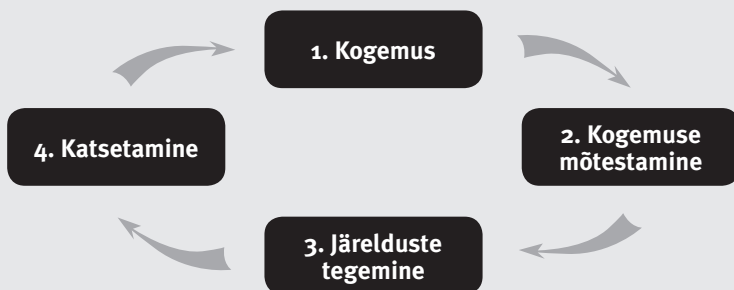 1. Kogemus
2. Kogemuse
mõtestamine
3. Järelduste
tegemine
4. Katsetamine